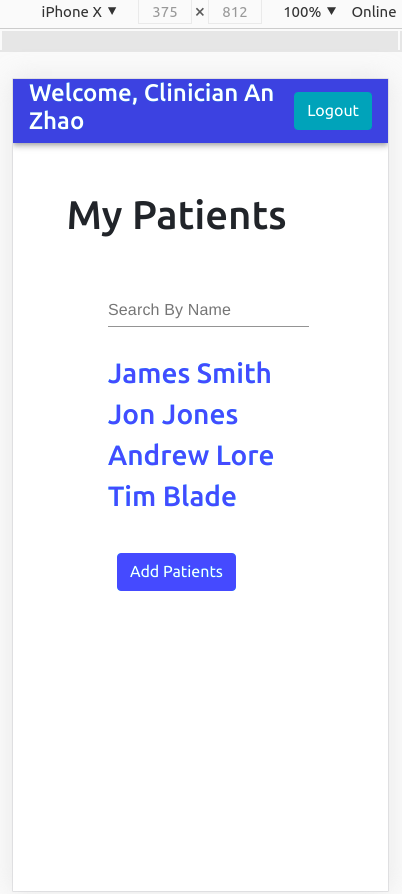 iPhone X ▼ 375 × 812 100% ▼ Online
Welcome, Clinician An
Zhao
Logout
My Patients
Search By Name
James Smith
Jon Jones
Andrew Lore
Tim Blade
Add Patients